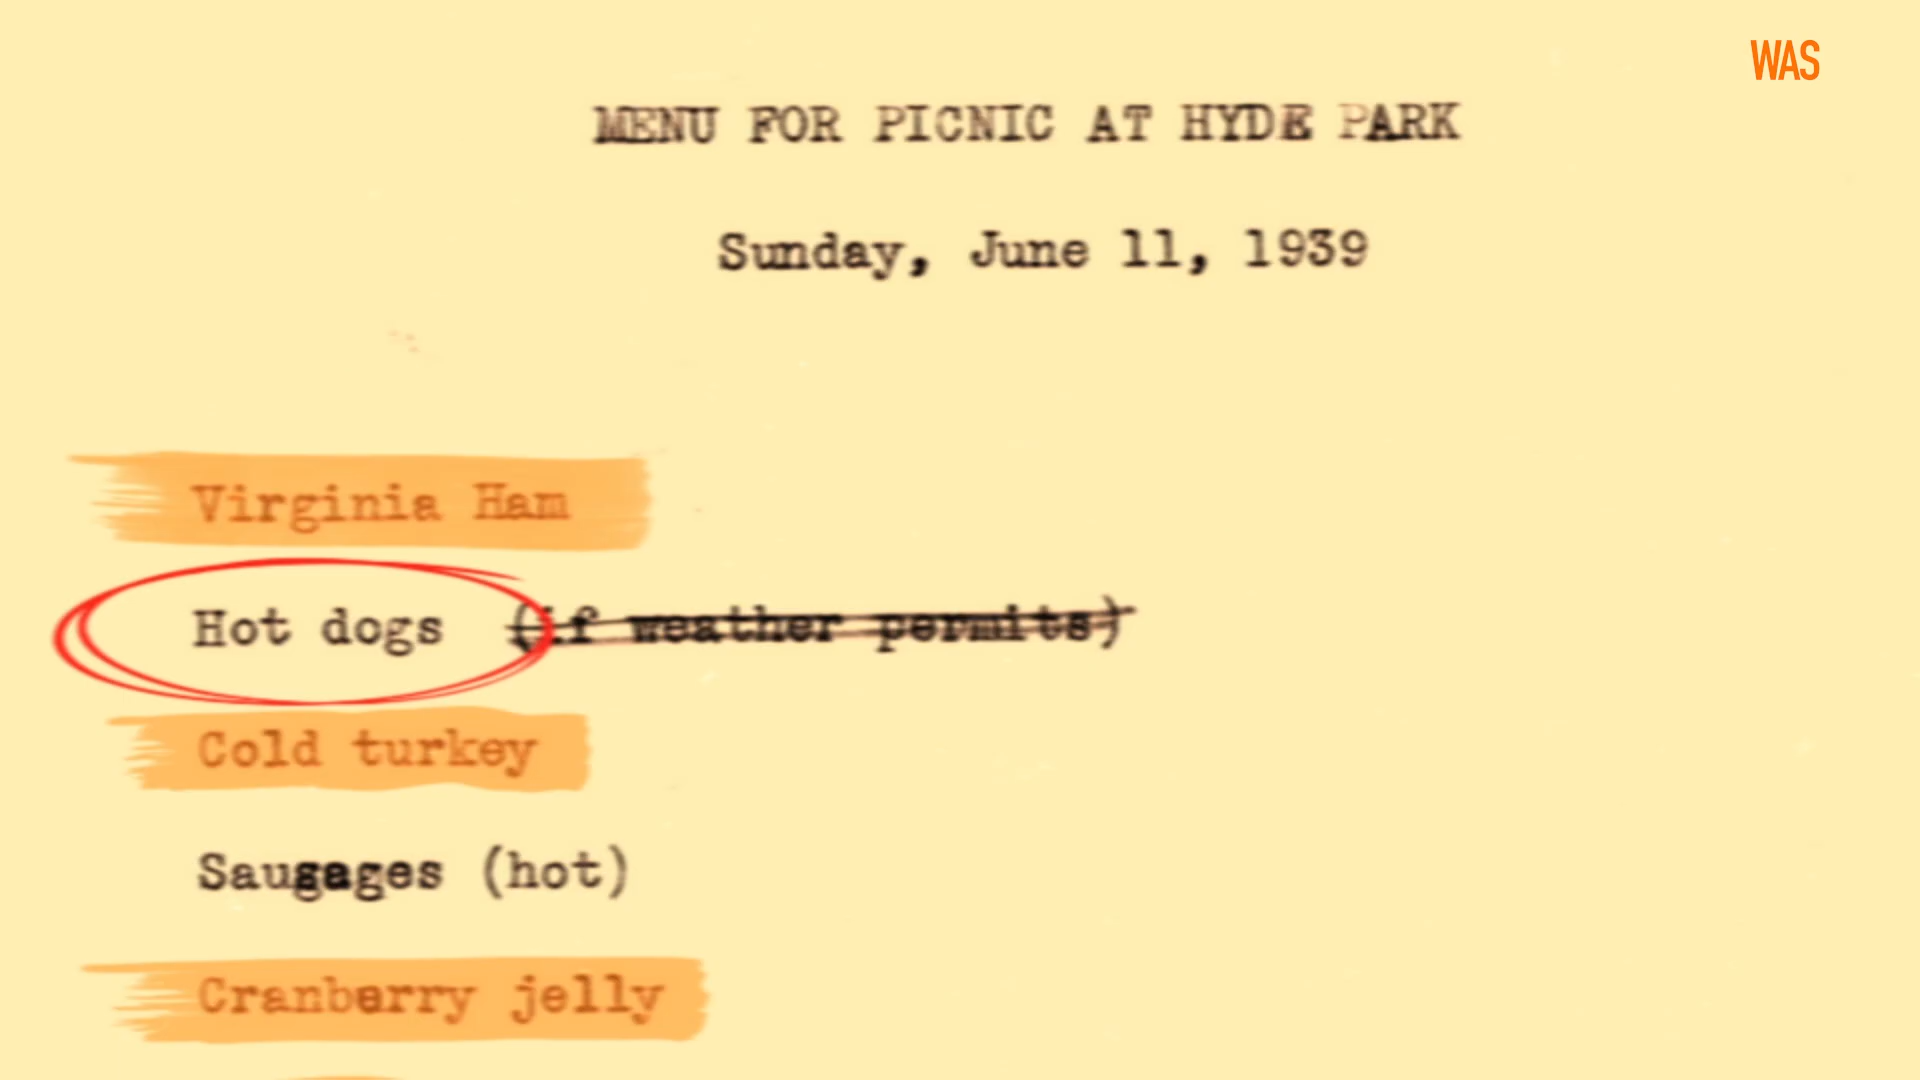 WAS
MENU FOR PICNIC AT HYDE PARK
Sunday, June 11, 1939
Virginia Ham
Hot dogs (if weather permits)
Cold turkey
Sausages (hot)
Cranberry jelly